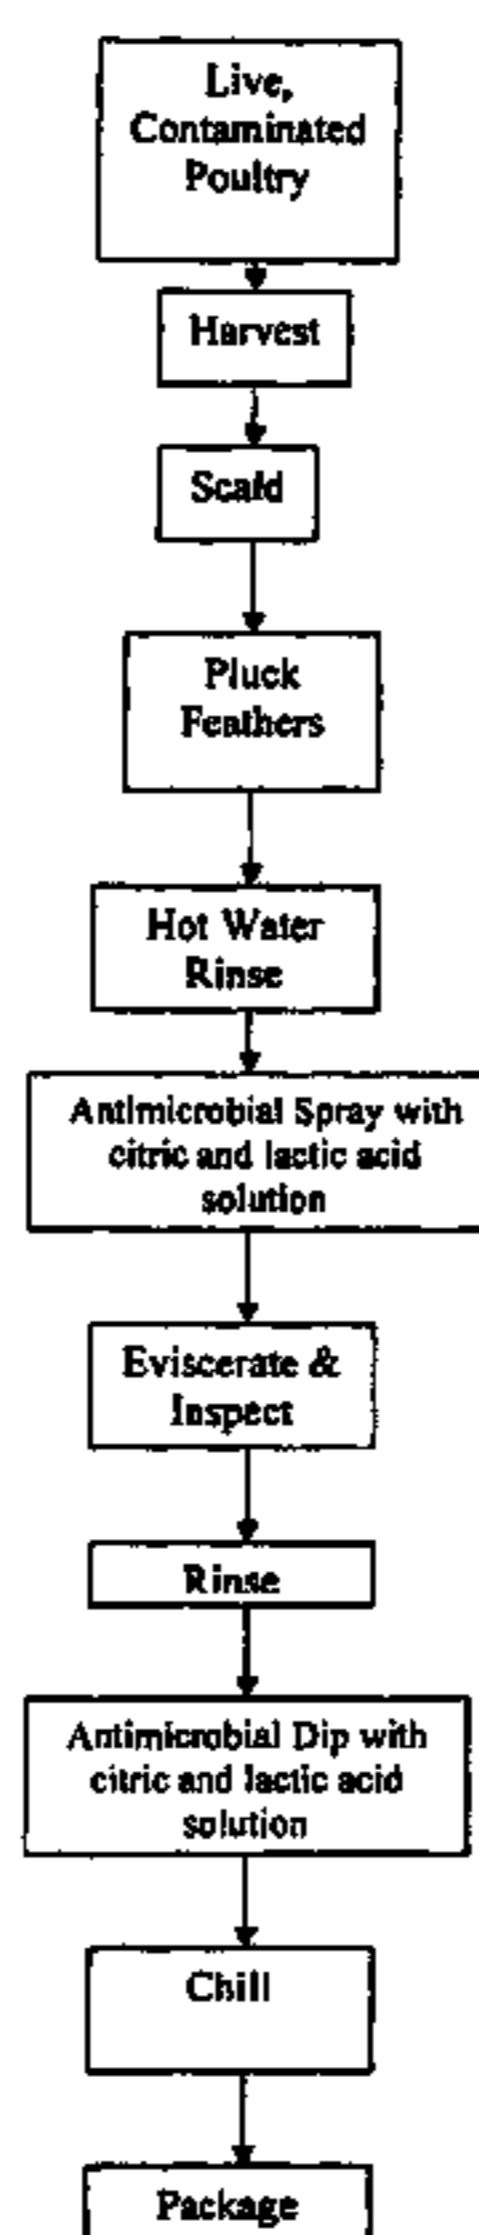 Live,
Contaminated
Poultry
Harvest
Scald
Pluck
Feathers
Hot Water
Rinse
Antimicrobial Spray with
citric and lactic acid
solution
Eviscerate &
Inspect
Rinse
Antimicrobial Dip with
citric and lactic acid
solution
Chill
Package